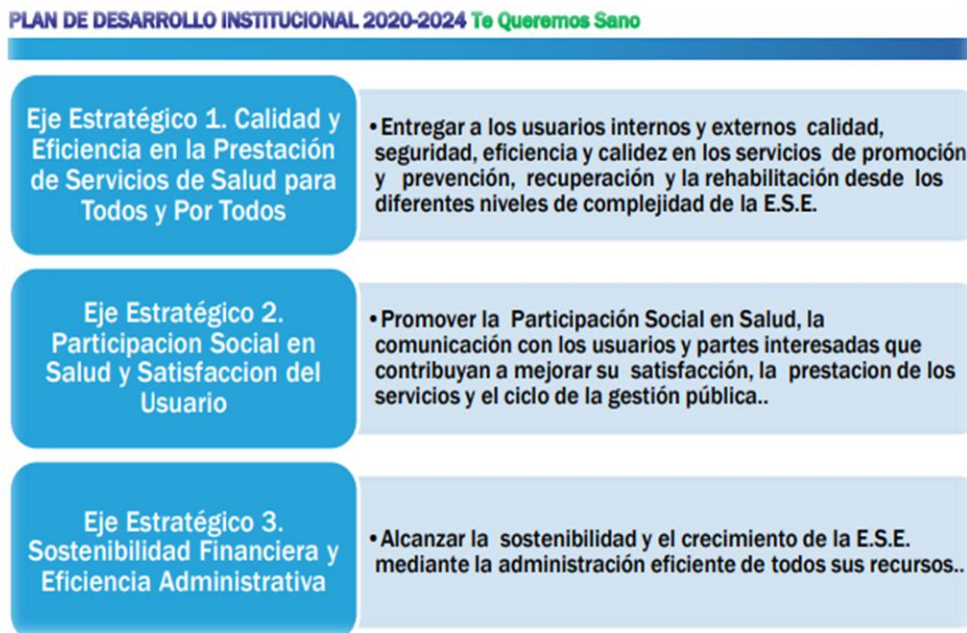 PLAN DE DESARROLLO INSTITUCIONAL 2020-2024 Te Queremos Sano
Eje Estratégico 1. Calidad y
Eficiencia en la Prestación
de Servicios de Salud para
Todos y Por Todos
•Entregar a los usuarios internos y externos calidad,
seguridad, eficiencia y calidez en los servicios de promoción
y prevención, recuperación y la rehabilitación desde los
diferentes niveles de complejidad de la E.S.E.
Eje Estratégico 2.
Participacion Social en
Salud y Satisfaccion del
Usuario
•Promover la Participación Social en Salud, la
comunicación con los usuarios y partes interesadas que
contribuyan a mejorar su satisfacción, la prestacion de los
servicios y el ciclo de la gestión pública..
Eje Estratégico 3.
Sostenibilidad Financiera y
Eficiencia Administrativa
•Alcanzar la sostenibilidad y el crecimiento de la E.S.E.
mediante la administración eficiente de todos sus recursos..